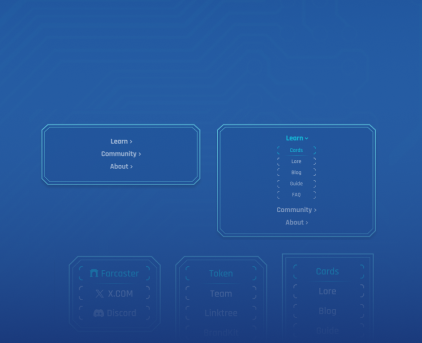 Learn ›
Community ›
About ›
Learn
Cards
Lore
Blog
Guide
FAQ
Community ›
About ›
Farcaster
X.COM
Discord
Token
Team
Linktree
Cards
Lore
Blog